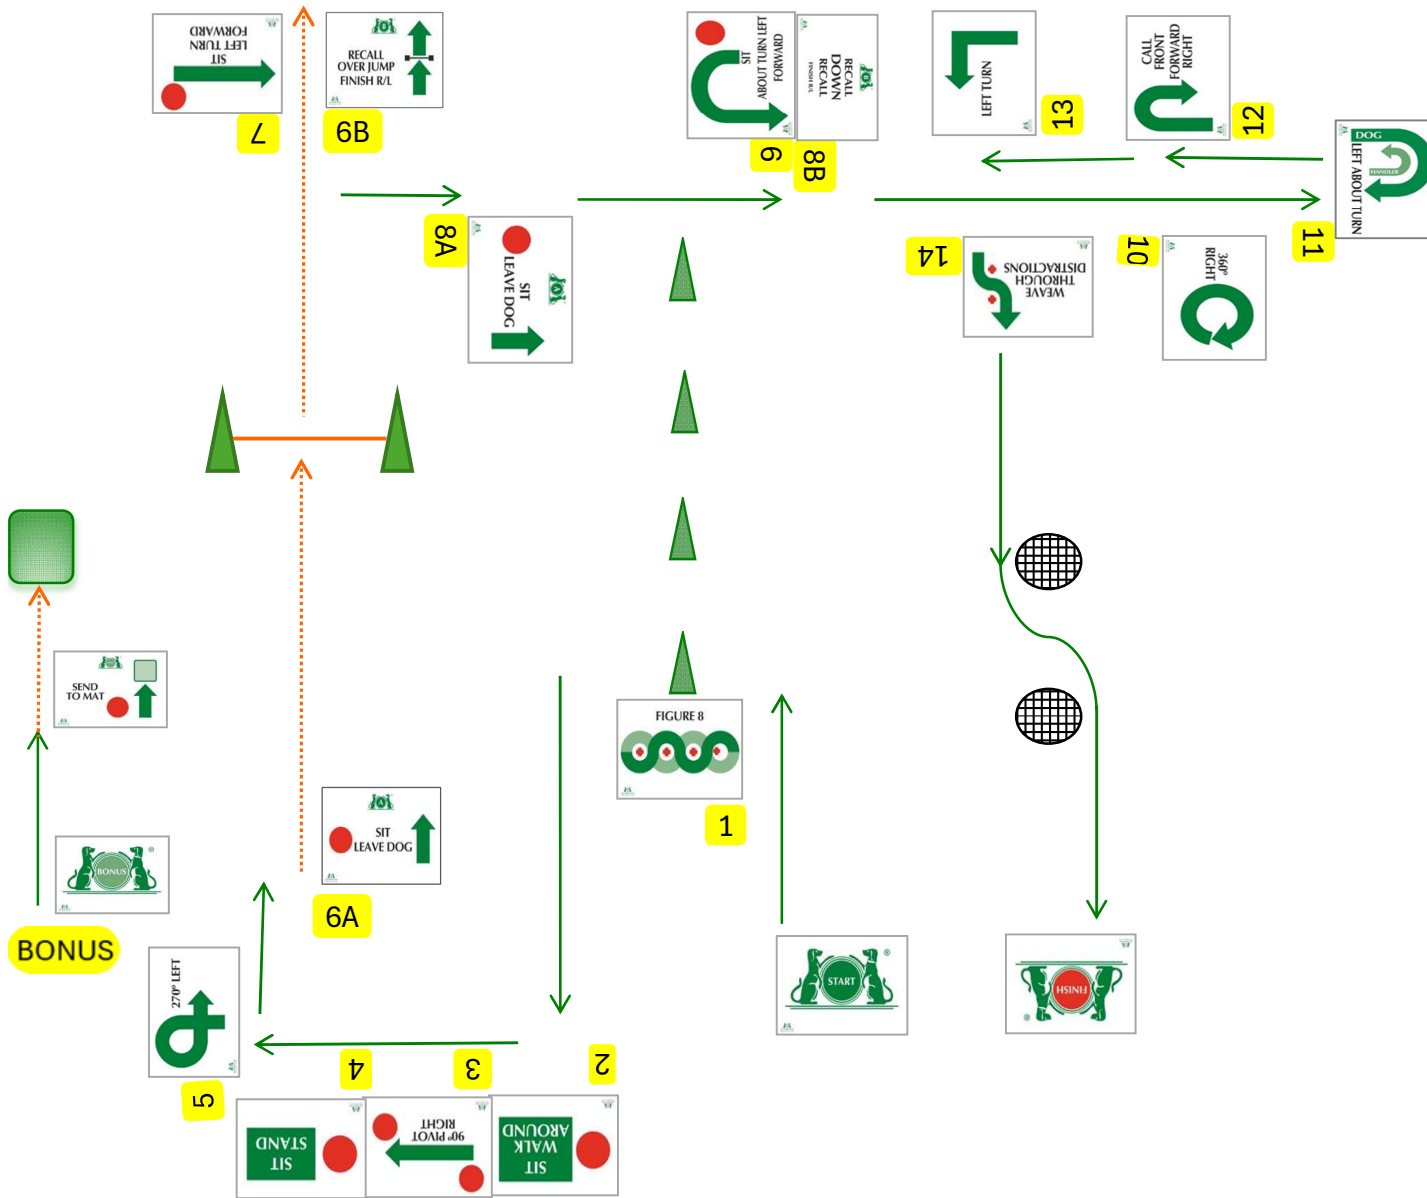 SIT
LEFT TURN
FORWARD
7
RECALL
OVER JUMP
FINISH R/L
6B
SIT
ABOUT TURN LEFT
FORWARD
6
RECALL
DOWN
RECALL
FINISH R/L
8B
LEFT TURN
13
CALL
FRONT
FORWARD
RIGHT
12
DOG
HANDLER
LEFT ABOUT TURN
11
8A
SIT
LEAVE DOG
14
WEAVE
THROUGH
DISTRACTIONS
10
360º
RIGHT
SEND
TO MAT
FIGURE 8
1
SIT
LEAVE DOG
6A
BONUS
BONUS
270º LEFT
5
START
FINISH
4
SIT
STAND
3
90º PIVOT
RIGHT
2
SIT
WALK
AROUND